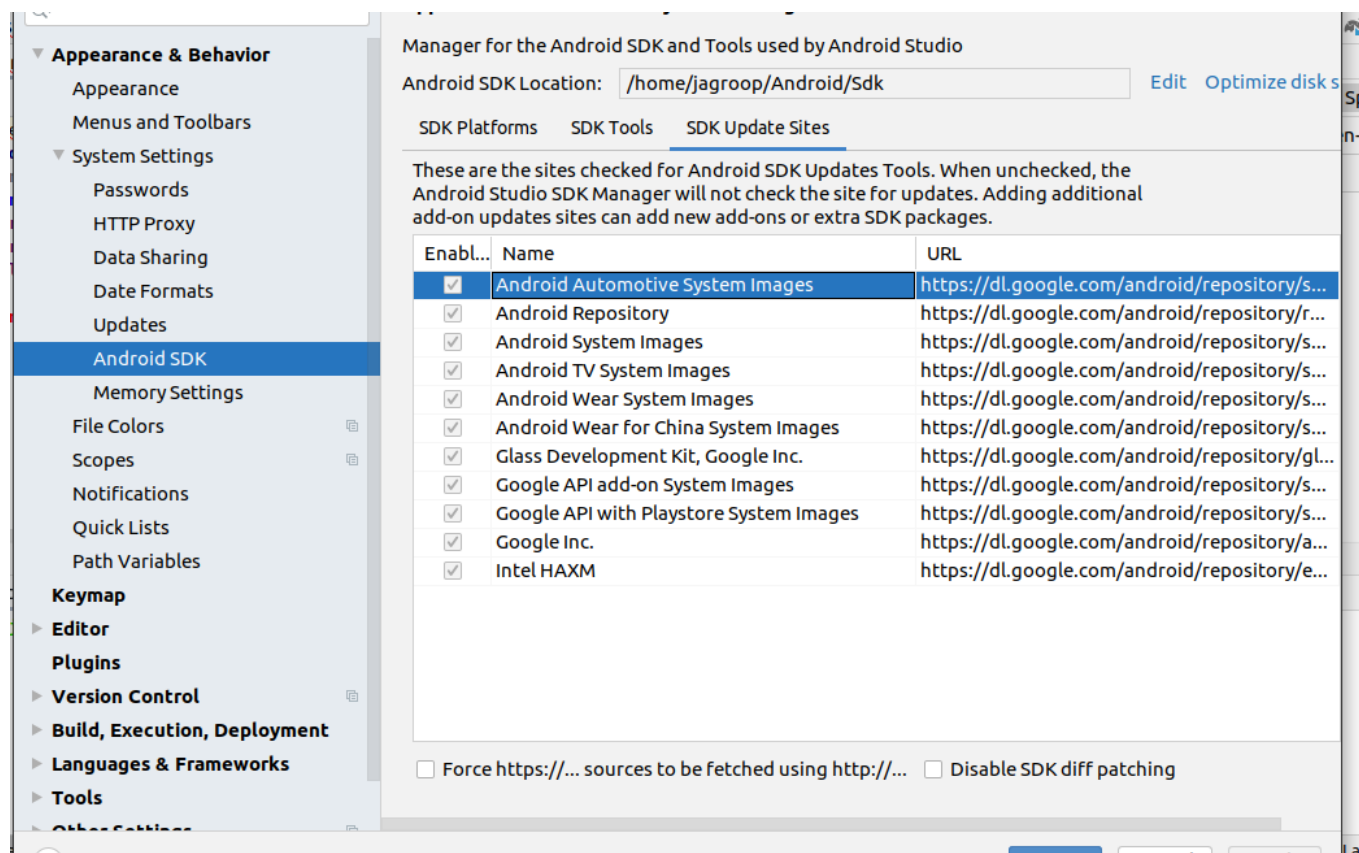 Appearance & Behavior
Appearance
Menus and Toolbars
System Settings
Passwords
HTTP Proxy
Data Sharing
Date Formats
Updates
Android SDK
Memory Settings
File Colors
Scopes
Notifications
Quick Lists
Path Variables
Keymap
Editor
Plugins
Version Control
Build, Execution, Deployment
Languages & Frameworks
Tools
Other Settings
Manager for the Android SDK and Tools used by Android Studio
Android SDK Location: /home/jagroop/Android/Sdk Edit Optimize disk s
SDK Platforms SDK Tools SDK Update Sites
These are the sites checked for Android SDK Updates Tools. When unchecked, the
Android Studio SDK Manager will not check the site for updates. Adding additional
add-on updates sites can add new add-ons or extra SDK packages.
Enabl... Name URL
Android Automotive System Images https://dl.google.com/android/repository/s...
Android Repository https://dl.google.com/android/repository/r...
Android System Images https://dl.google.com/android/repository/s...
Android TV System Images https://dl.google.com/android/repository/s...
Android Wear System Images https://dl.google.com/android/repository/s...
Android Wear for China System Images https://dl.google.com/android/repository/s...
Glass Development Kit, Google Inc. https://dl.google.com/android/repository/gl...
Google API add-on System Images https://dl.google.com/android/repository/s...
Google API with Playstore System Images https://dl.google.com/android/repository/s...
Google Inc. https://dl.google.com/android/repository/a...
Intel HAXM https://dl.google.com/android/repository/e...
Force https://... sources to be fetched using http://... Disable SDK diff patching